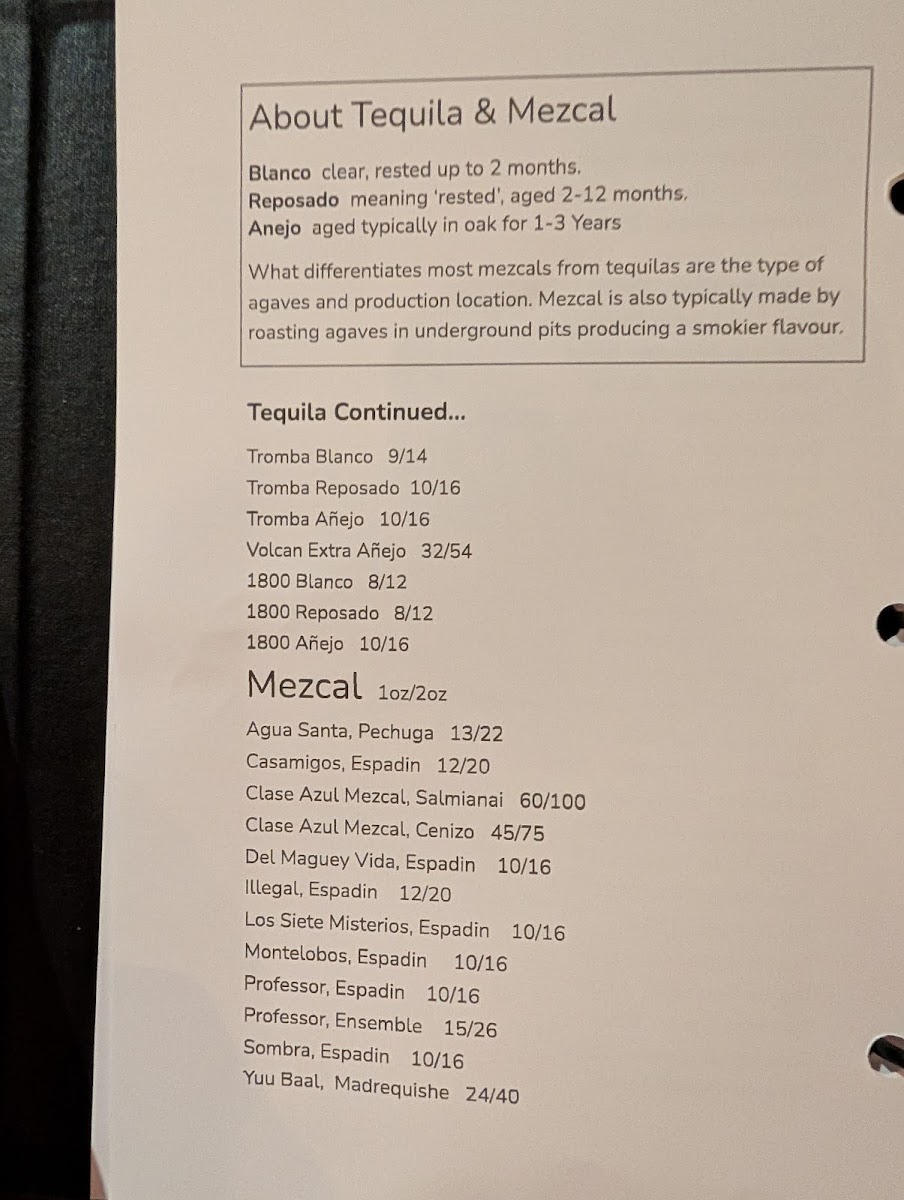 About Tequila & Mezcal
Blanco clear, rested up to 2 months.
Reposado meaning 'rested', aged 2-12 months.
Anejo aged typically in oak for 1-3 Years
What differentiates most mezcals from tequilas are the type of
agaves and production location. Mezcal is also typically made by
roasting agaves in underground pits producing a smokier flavour.
Tequila Continued...
Tromba Blanco 9/14
Tromba Reposado 10/16
Tromba Añejo 10/16
Volcan Extra Añejo 32/54
1800 Blanco 8/12
1800 Reposado 8/12
1800 Añejo 10/16
Mezcal 1oz/2oz
Agua Santa, Pechuga 13/22
Casamigos, Espadin 12/20
Clase Azul Mezcal, Salmianai 60/100
Clase Azul Mezcal, Cenizo 45/75
Del Maguey Vida, Espadin 10/16
Illegal, Espadin 12/20
Los Siete Misterios, Espadin 10/16
Montelobos, Espadin 10/16
Professor, Espadin 10/16
Professor, Ensemble 15/26
Sombra, Espadin 10/16
Yuu Baal, Madrequishe 24/40